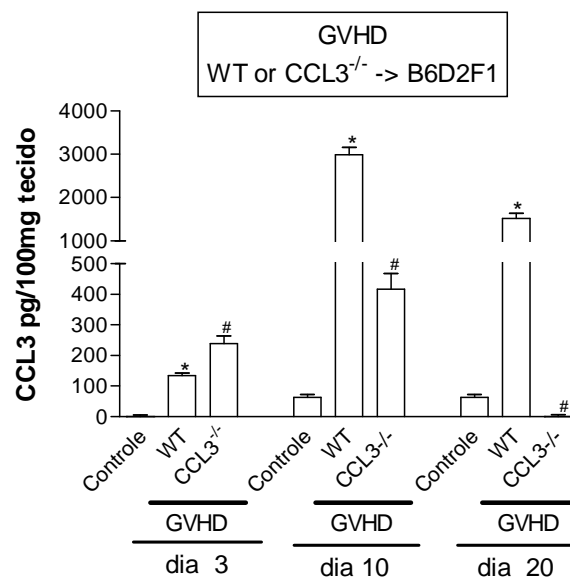 GVHD
WT or CCL3-/- -> B6D2F1
CCL3 pg/100mg tecido
4000
3000
2000
1000
500
400
300
200
100
0
*
#
*
#
*
#
Controle
WT
CCL3-/-
Controle
WT
CCL3-/-
Controle
WT
CCL3-/-
GVHD
GVHD
GVHD
dia 3
dia 10
dia 20